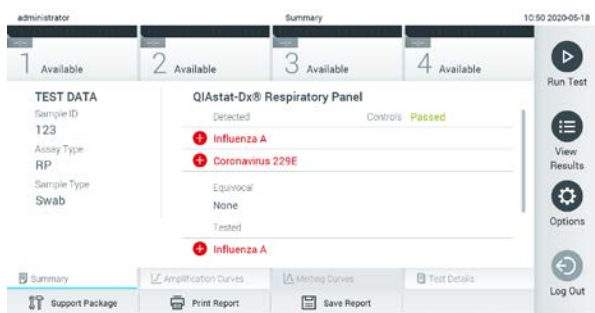 administrator Summary 10:50 2020-05-18
1 Available 2 Available 3 Available 4 Available
Run Test
TEST DATA
Sample ID
123
Assay Type
RP
Sample Type
Swab
QIAstat-Dx® Respiratory Panel
Detected Controls Passed
Influenza A
Coronavirus 229E
Equivocal
None
Tested
Influenza A
View
Results
Options
Log Out
Summary Amplification Curves Melting Curves Test Details
Support Package Print Report Save Report